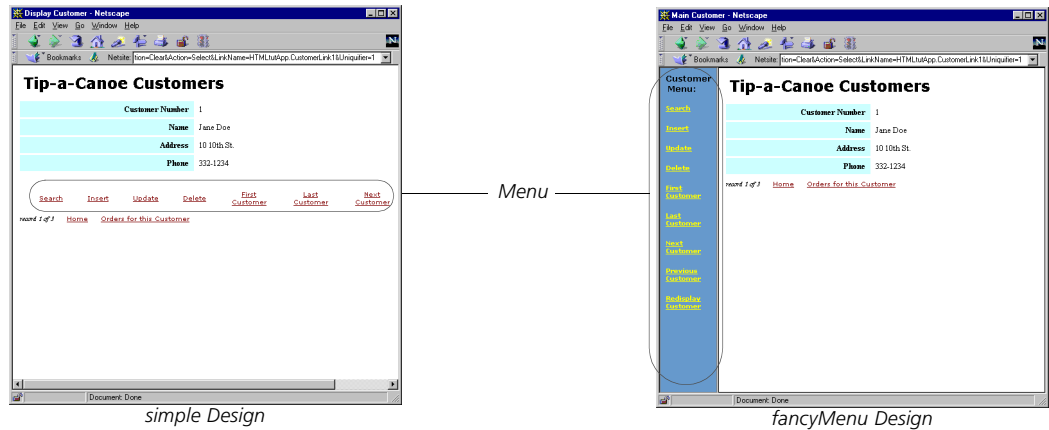 Display Customer - Netscape
File Edit View Go Window Help
Bookmarks Netsite: tion=Clear&Action=Select&LinkName=HTMLtutApp.CustomerLink1&Uniquifier=1
Tip-a-Canoe Customers
Customer Number 1
Name Jane Doe
Address 10 10th St.
Phone 332-1234
Search Insert Update Delete First Customer Last Customer Next Customer
record 1 of 3 Home Orders for this Customer
Document: Done
simple Design
Menu
Main Customer - Netscape
File Edit View Go Window Help
Bookmarks Netsite: tion=Clear&Action=Select&LinkName=HTMLtutApp.CustomerLink1&Uniquifier=1
Customer
Menu:
Search
Insert
Update
Delete
First
Customer
Last
Customer
Next
Customer
Previous
Customer
Redisplay
Customer
Tip-a-Canoe Customers
Customer Number 1
Name Jane Doe
Address 10 10th St.
Phone 332-1234
record 1 of 3 Home Orders for this Customer
Document: Done
fancyMenu Design